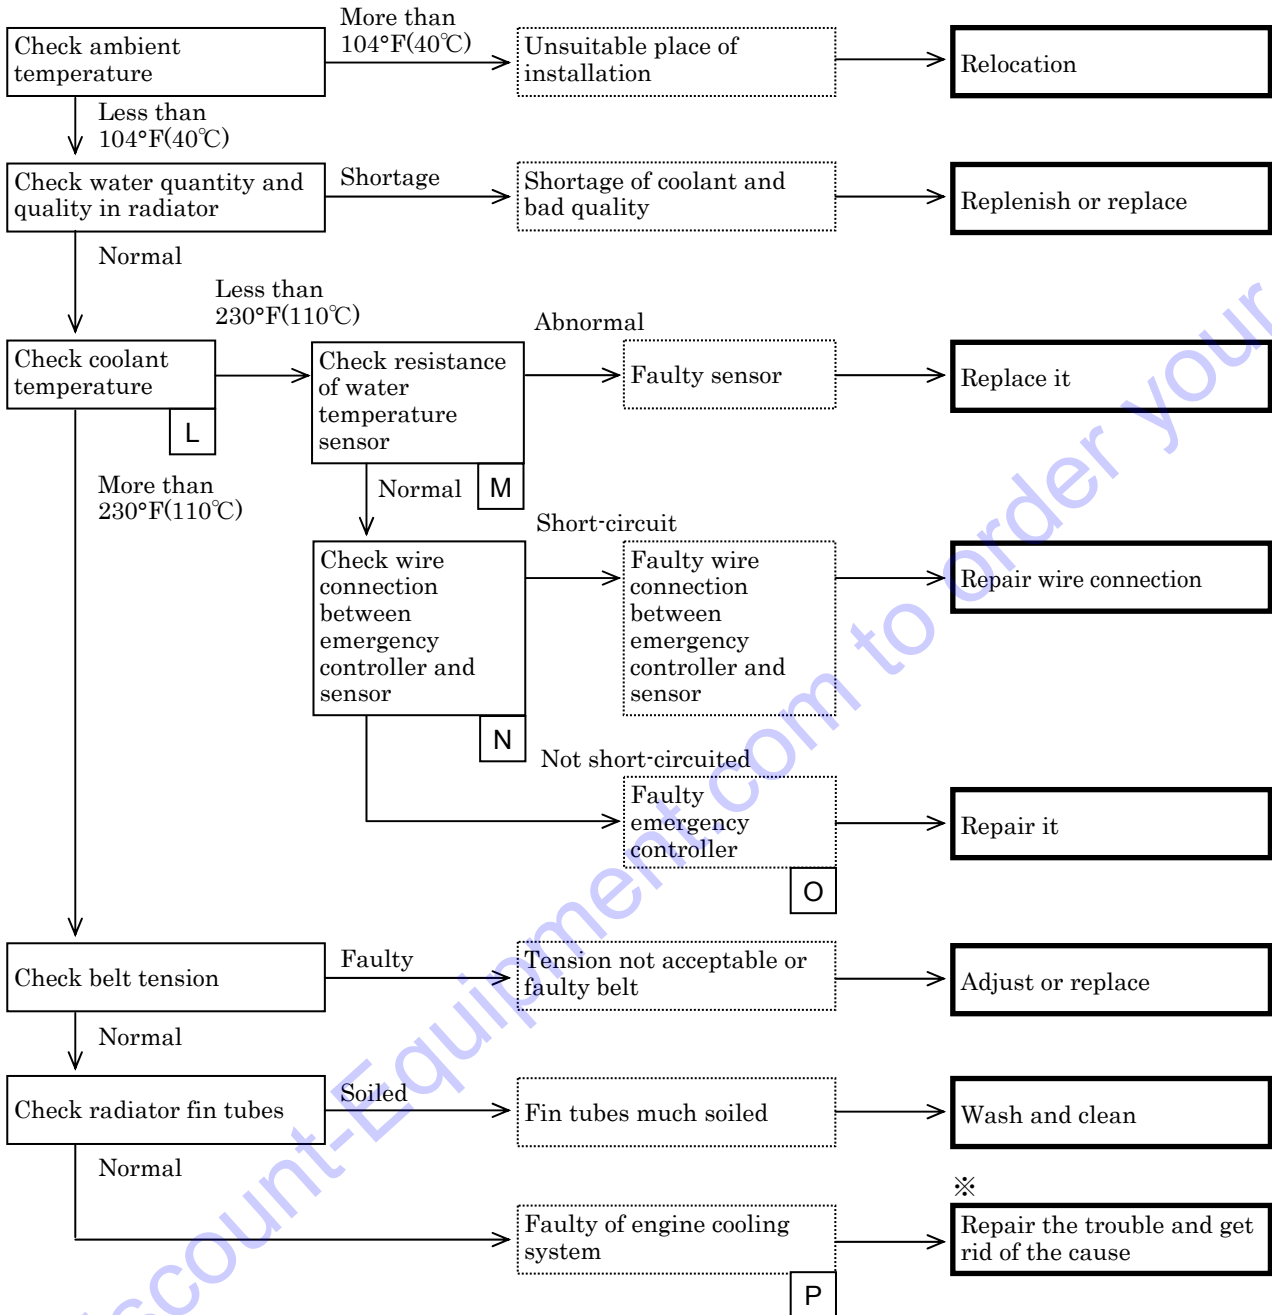 More than
104°F(40℃)
Check ambient
temperature
Unsuitable place of
installation
Relocation
Less than
104°F(40℃)
Check water quantity and
quality in radiator
Shortage
Shortage of coolant and
bad quality
Replenish or replace
Normal
Less than
230°F(110℃)
Abnormal
Check coolant
temperature
L
Check resistance
of water
temperature
sensor
M
Faulty sensor
Replace it
More than
230°F(110℃)
Normal
Short-circuit
Check wire
connection
between
emergency
controller and
sensor
N
Faulty wire
connection
between
emergency
controller and
sensor
Repair wire connection
Not short-circuited
Faulty
emergency
controller
O
Repair it
Check belt tension
Faulty
Tension not acceptable or
faulty belt
Adjust or replace
Normal
Check radiator fin tubes
Soiled
Fin tubes much soiled
Wash and clean
Normal
※
Faulty of engine cooling
system
P
Repair the trouble and get
rid of the cause
iscount-Equipment.com to order your